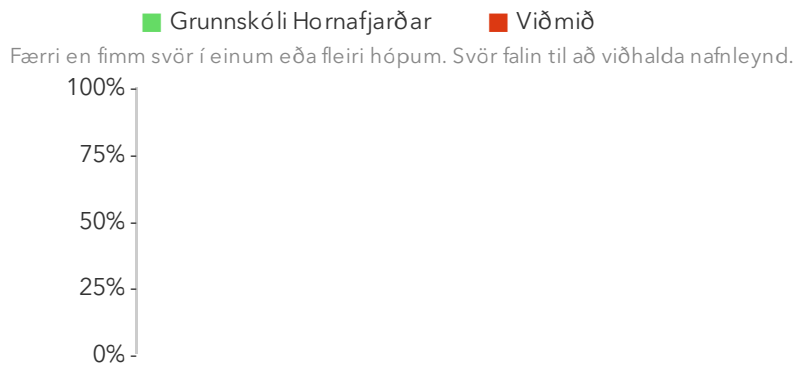 Grunnskóli Hornafjarðar Viðmið
Færri en fimm svör í einum eða fleiri hópum. Svör falin til að viðhalda nafnleynd.
100%
75%
50%
25%
0%